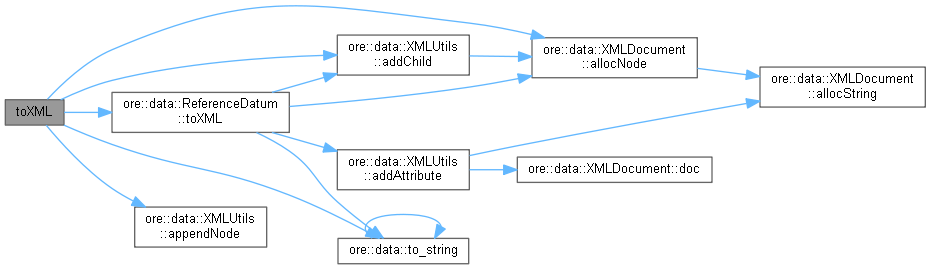 toXML
ore::data::ReferenceDatum
::toXML
ore::data::XMLUtils
::addChild
ore::data::XMLDocument
::allocNode
ore::data::XMLDocument
::allocString
ore::data::XMLUtils
::addAttribute
ore::data::XMLDocument::doc
ore::data::XMLUtils
::appendNode
ore::data::to_string